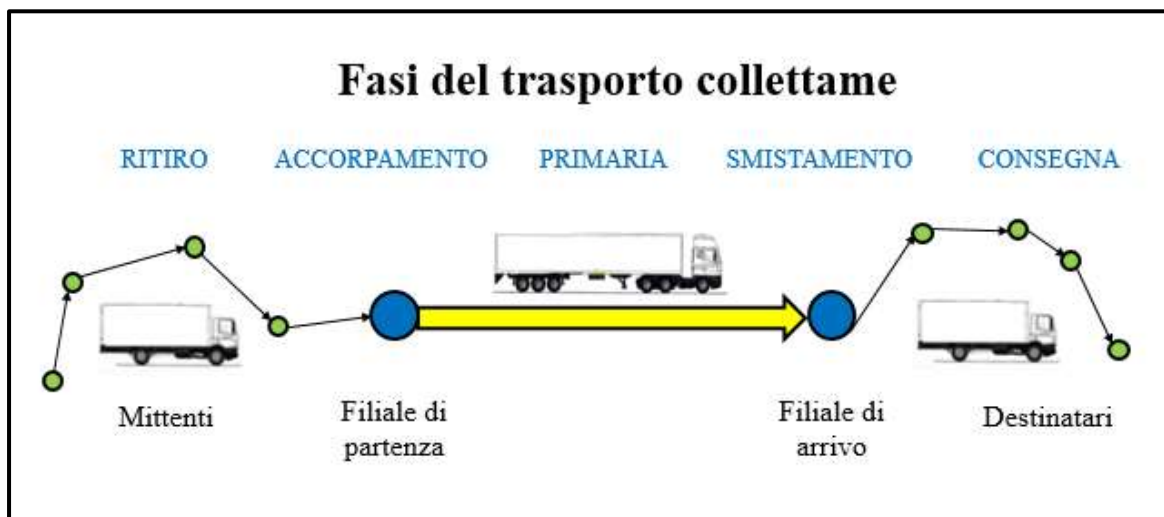 Fasi del trasporto collettame
RITIRO
ACCORPAMENTO
PRIMARIA
SMISTAMENTO
CONSEGNA
Mittenti
Filiale di
partenza
Filiale di
arrivo
Destinatari